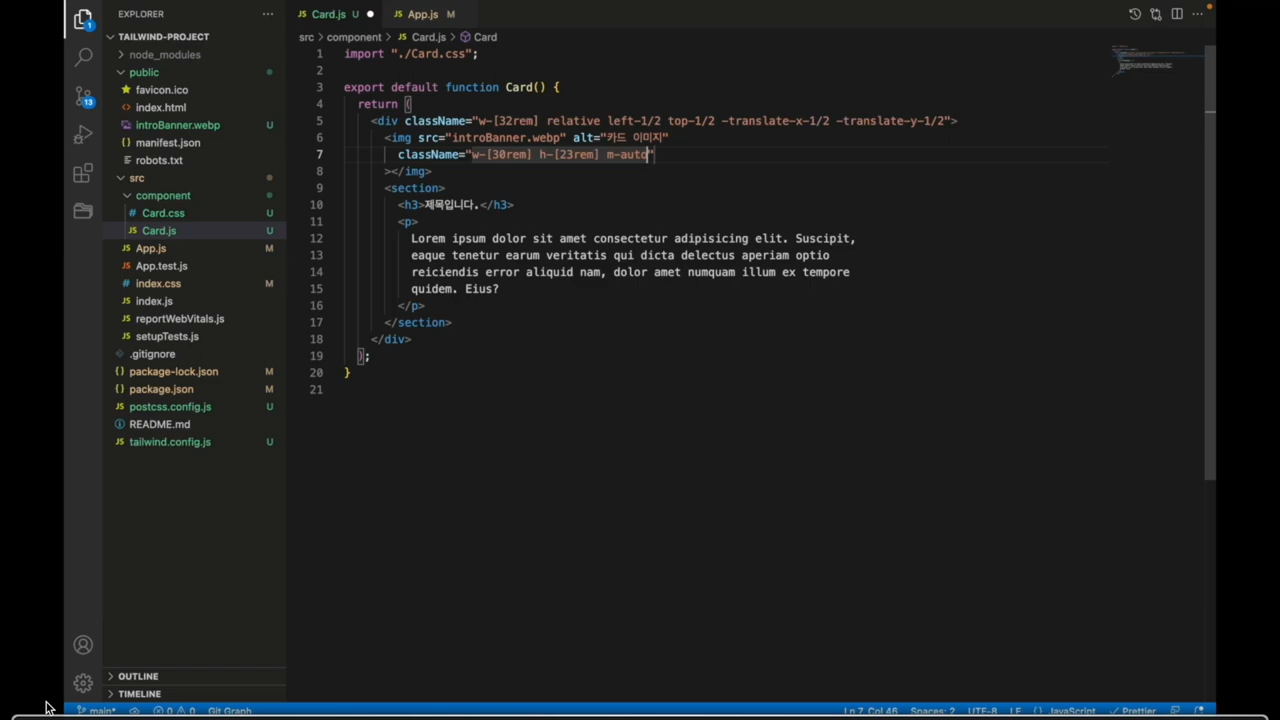 EXPLORER
TAILWIND-PROJECT
node_modules
public
favicon.ico
index.html
introBanner.webp U
manifest.json
robots.txt
src
component
Card.css U
Card.js U
App.js M
App.test.js
index.css M
index.js
reportWebVitals.js
setupTests.js
.gitignore
package-lock.json M
package.json M
postcss.config.js U
README.md
tailwind.config.js U
OUTLINE
TIMELINE
1
13
Card.js U
App.js M
src > component > Card.js > Card
1 import "./Card.css";
2
3 export default function Card() {
4 return (
5 <div className="w-[32rem] relative left-1/2 top-1/2 -translate-x-1/2 -translate-y-1/2">
6 <img src="introBanner.webp" alt="카드 이미지"
7 className="w-[30rem] h-[23rem] m-auto"
8 ></img>
9 <section>
10 <h3>제목입니다.</h3>
11 <p>
12 Lorem ipsum dolor sit amet consectetur adipisicing elit. Suscipit,
13 eaque tenetur earum veritatis qui dicta delectus aperiam optio
14 reiciendis error aliquid nam, dolor amet numquam illum ex tempore
15 quidem. Eius?
16 </p>
17 </section>
18 </div>
19 );
20 }
21
main* 0 0 Git Graph Ln 7, Col 46 Spaces: 2 UTF-8 LF JavaScript Prettier